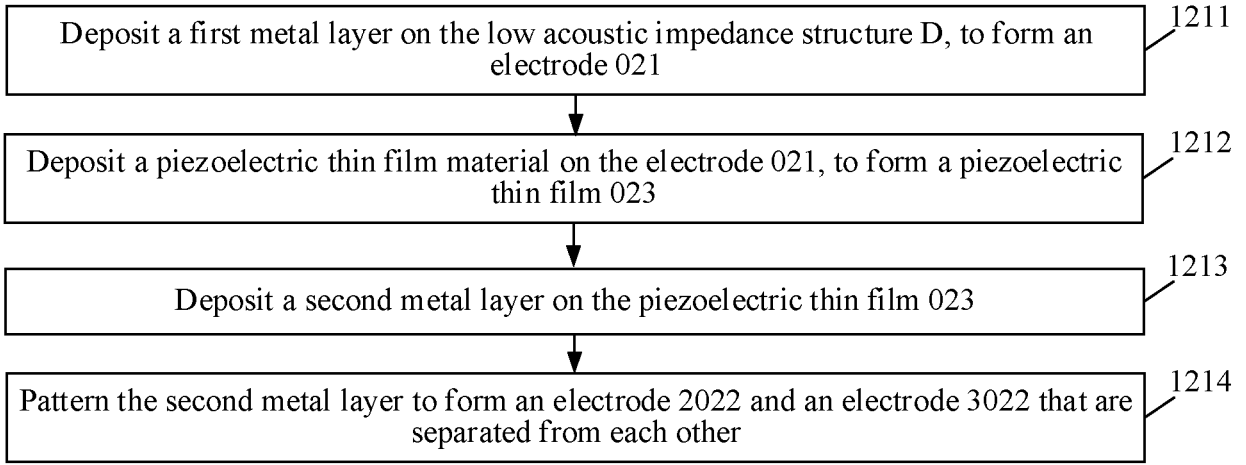 Deposit a first metal layer on the low acoustic impedance structure D, to form an
electrode 021
1211
Deposit a piezoelectric thin film material on the electrode 021, to form a piezoelectric
thin film 023
1212
Deposit a second metal layer on the piezoelectric thin film 023
1213
Pattern the second metal layer to form an electrode 2022 and an electrode 3022 that are
separated from each other
1214